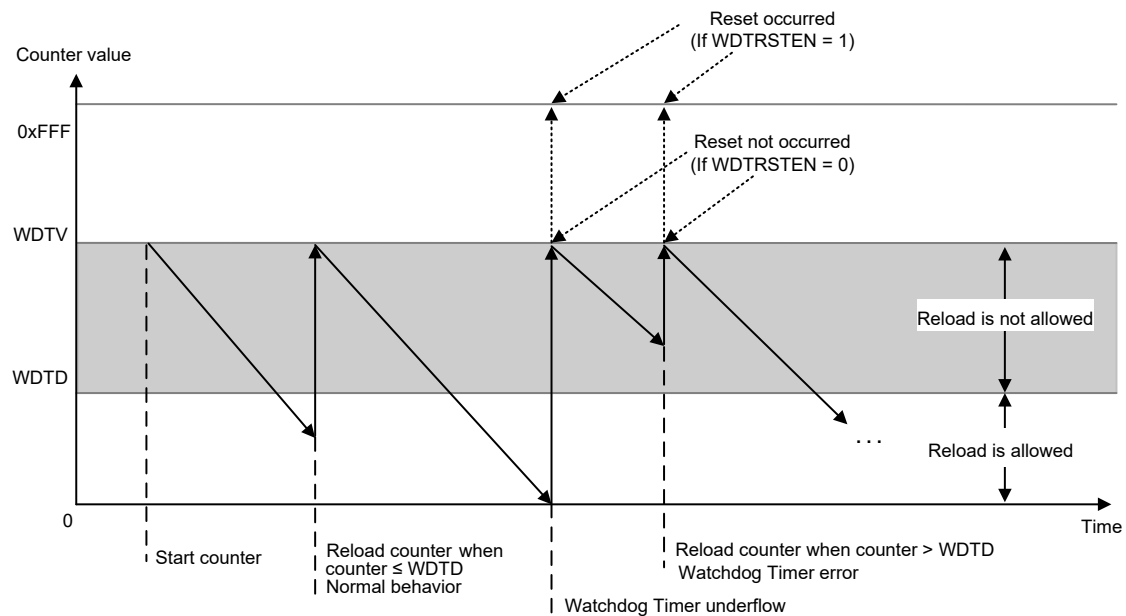 Reset occurred
(If WDTRSTEN = 1)
Counter value
0xFFF
Reset not occurred
(If WDTRSTEN = 0)
WDTV
Reload is not allowed
WDTD
. . .
Reload is allowed
0
Time
Start counter
Reload counter when
counter ≤ WDTD
Normal behavior
Reload counter when counter > WDTD
Watchdog Timer error
Watchdog Timer underflow